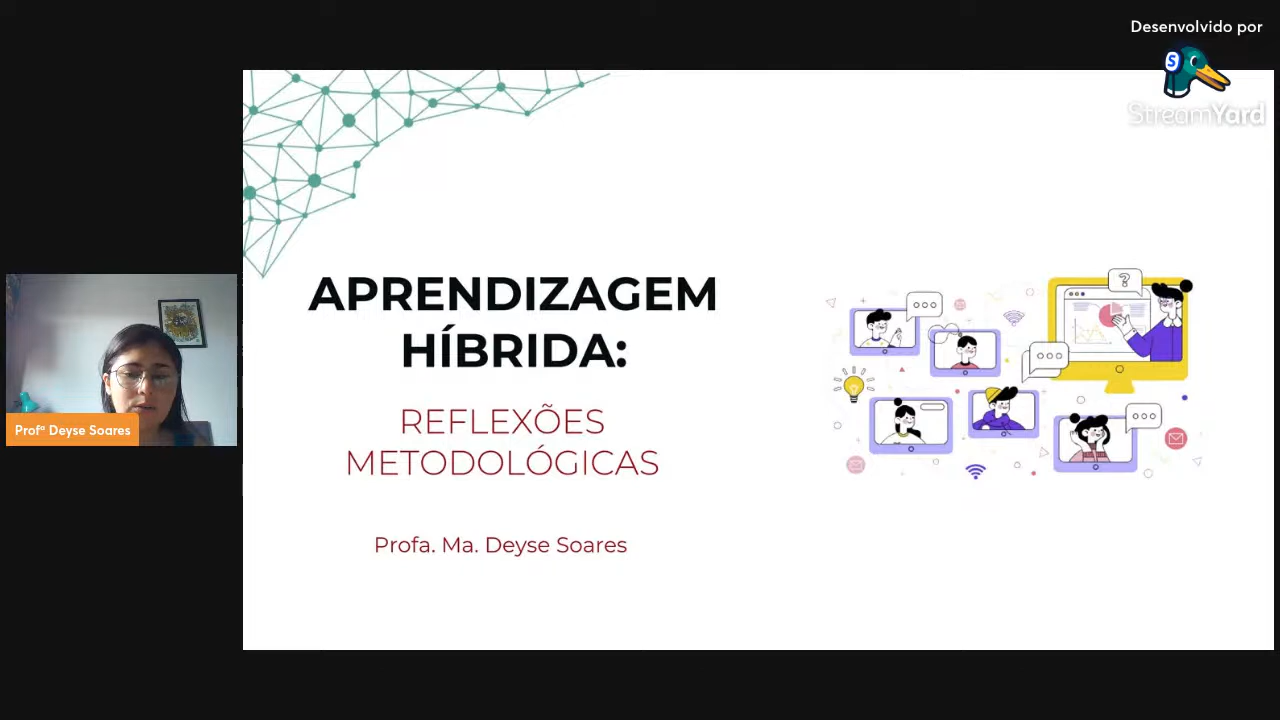 Desenvolvido por
StreamYard
APRENDIZAGEM
HÍBRIDA:
REFLEXÕES
METODOLÓGICAS
Profa. Ma. Deyse Soares
Profª Deyse Soares